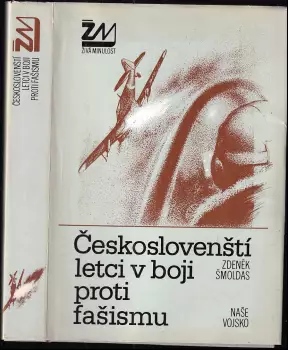 ŽM
ČESKOSLOVENŠTÍ
LETCI V BOJI
PROTI FAŠISMU
ŽM
ŽIVÁ MINULOST
Českoslovenští
letci v boji
proti
fašismu
ZDENĚK
ŠMOLDAS
NAŠE
VOJSKO